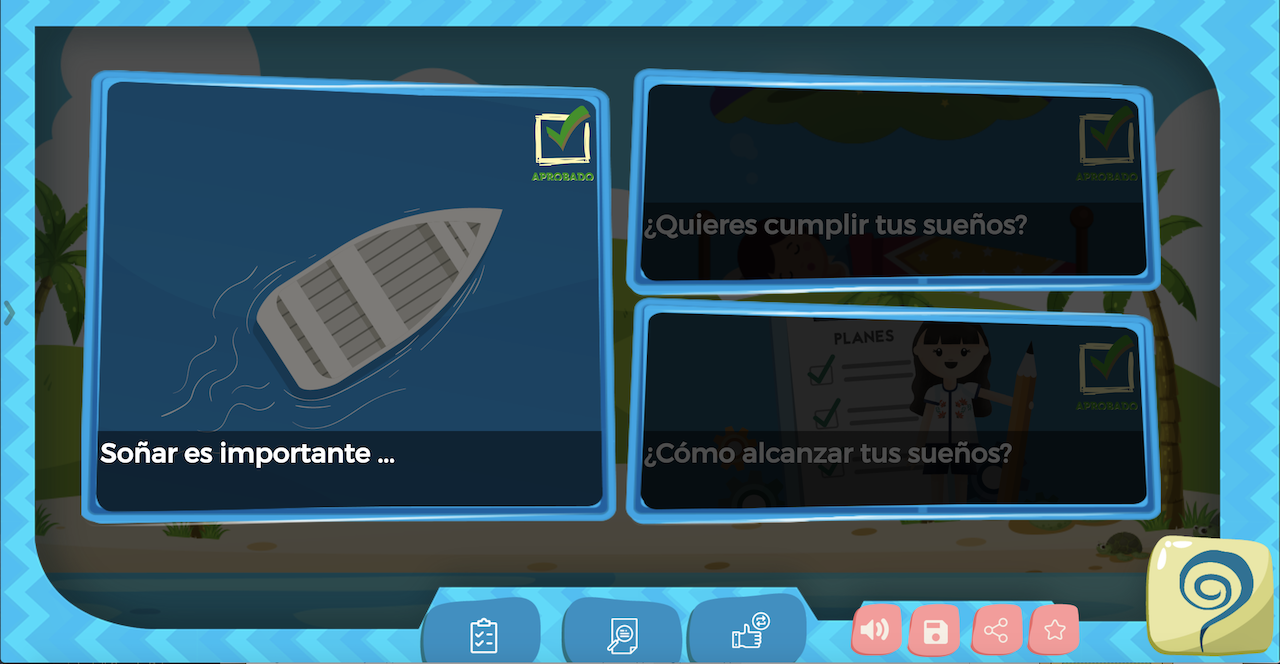 APROBADO
Soñar es importante ...
APROBADO
¿Quieres cumplir tus sueños?
PLANES
APROBADO
¿Cómo alcanzar tus sueños?